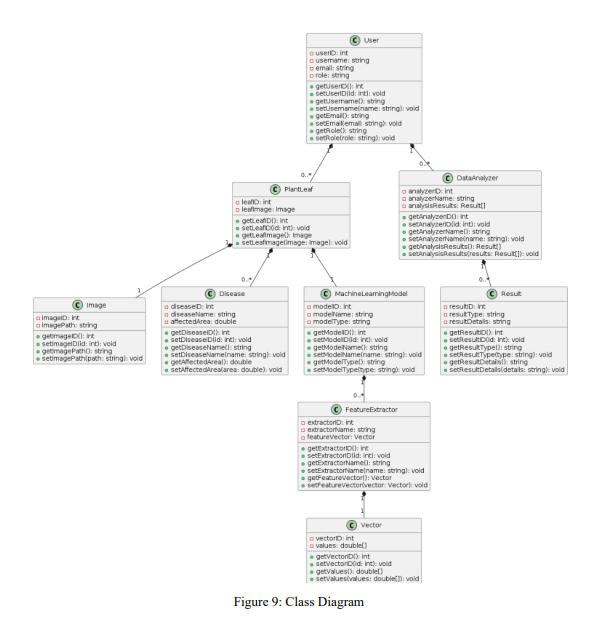 C User
userID: int
username: string
email: string
role: string
getUserID(): int
setUserID(id: int): void
getUsername(): string
setUsername(name: string): void
getEmail(): string
setEmail(email: string): void
getRole(): string
setRole(role: string): void
1
1
0..*
0..*
C PlantLeaf
leafID: int
leafImage: Image
getLeafID(): int
setLeafID(id: int): void
getLeafImage(): Image
setLeafImage(image: Image): void
C DataAnalyzer
analyzerID: int
analyzerName: string
analysisResults: Result[]
getAnalyzerID(): int
setAnalyzerID(id: int): void
getAnalyzerName(): string
setAnalyzerName(name: string): void
getAnalysisResults(): Result[]
setAnalysisResults(results: Result[]): void
1
1
1
1
1
0..*
1
0..*
C Image
imageID: int
imagePath: string
getImageID(): int
setImageID(id: int): void
getImagePath(): string
setImagePath(path: string): void
C Disease
diseaseID: int
diseaseName: string
affectedArea: double
getDiseaseID(): int
setDiseaseID(id: int): void
getDiseaseName(): string
setDiseaseName(name: string): void
getAffectedArea(): double
setAffectedArea(area: double): void
C MachineLearningModel
modelID: int
modelName: string
modelType: string
getModelID(): int
setModelID(id: int): void
getModelName(): string
setModelName(name: string): void
getModelType(): string
setModelType(type: string): void
C Result
resultID: int
resultType: string
resultDetails: string
getResultID(): int
setResultID(id: int): void
getResultType(): string
setResultType(type: string): void
getResultDetails(): string
setResultDetails(details: string): void
1
0..*
C FeatureExtractor
extractorID: int
extractorName: string
featureVector: Vector
getExtractorID(): int
setExtractorID(id: int): void
getExtractorName(): string
setExtractorName(name: string): void
getFeatureVector(): Vector
setFeatureVector(vector: Vector): void
1
1
C Vector
vectorID: int
values: double[]
getVectorID(): int
setVectorID(id: int): void
getValues(): double[]
setValues(values: double[]): void
Figure 9: Class Diagram